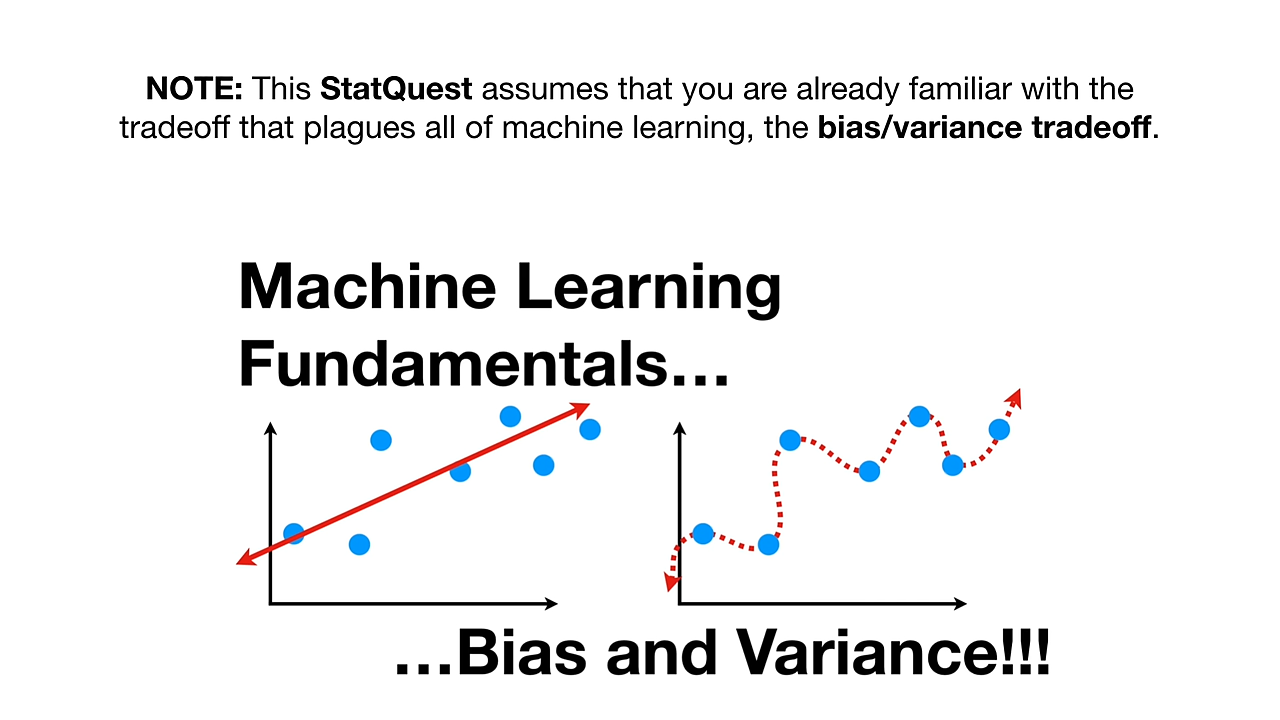 NOTE: This StatQuest assumes that you are already familiar with the
tradeoff that plagues all of machine learning, the bias/variance tradeoff.
Machine Learning
Fundamentals…
…Bias and Variance!!!